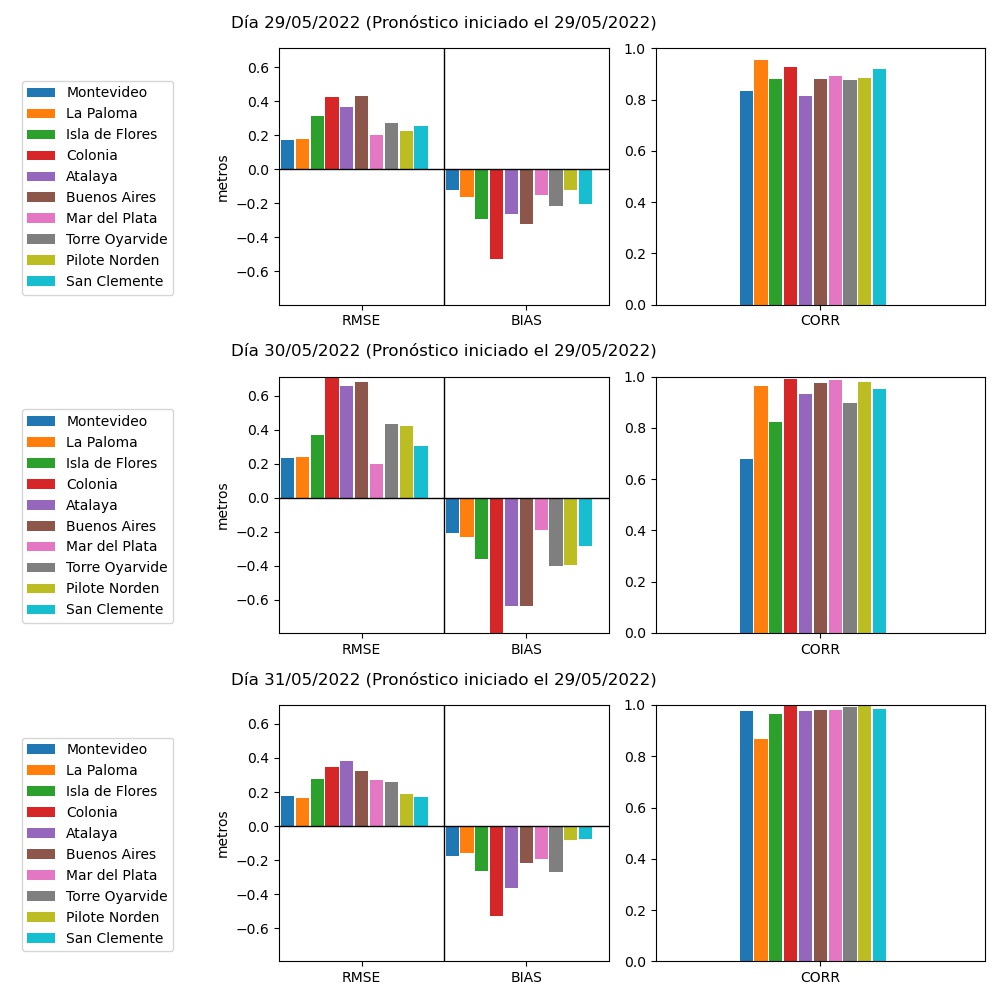 Día 29/05/2022 (Pronóstico iniciado el 29/05/2022)
Montevideo
La Paloma
Isla de Flores
Colonia
Atalaya
Buenos Aires
Mar del Plata
Torre Oyarvide
Pilote Norden
San Clemente
metros
0.6
0.4
0.2
0.0
−0.2
−0.4
−0.6
RMSE
BIAS
1.0
0.8
0.6
0.4
0.2
0.0
CORR
Día 30/05/2022 (Pronóstico iniciado el 29/05/2022)
Montevideo
La Paloma
Isla de Flores
Colonia
Atalaya
Buenos Aires
Mar del Plata
Torre Oyarvide
Pilote Norden
San Clemente
metros
0.6
0.4
0.2
0.0
−0.2
−0.4
−0.6
RMSE
BIAS
1.0
0.8
0.6
0.4
0.2
0.0
CORR
Día 31/05/2022 (Pronóstico iniciado el 29/05/2022)
Montevideo
La Paloma
Isla de Flores
Colonia
Atalaya
Buenos Aires
Mar del Plata
Torre Oyarvide
Pilote Norden
San Clemente
metros
0.6
0.4
0.2
0.0
−0.2
−0.4
−0.6
RMSE
BIAS
1.0
0.8
0.6
0.4
0.2
0.0
CORR